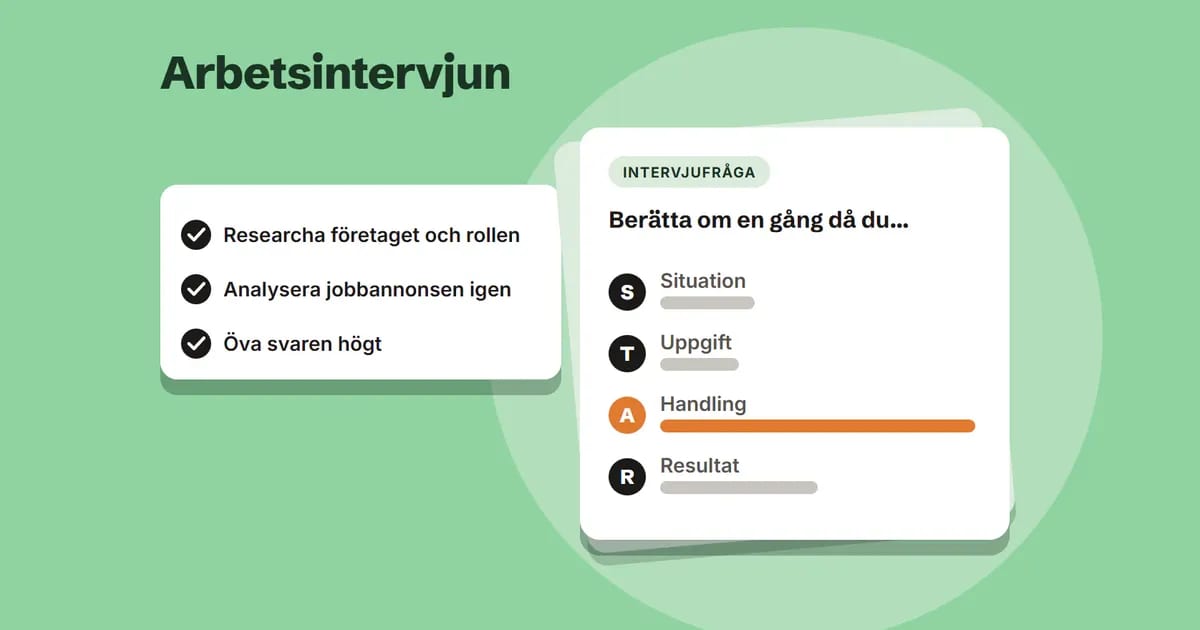 Arbetsintervjun
Researcha företaget och rollen
Analysera jobbannonsen igen
Öva svaren högt
INTERVJUFRÅGA
Berätta om en gång då du...
S Situation
T Uppgift
A Handling
R Resultat